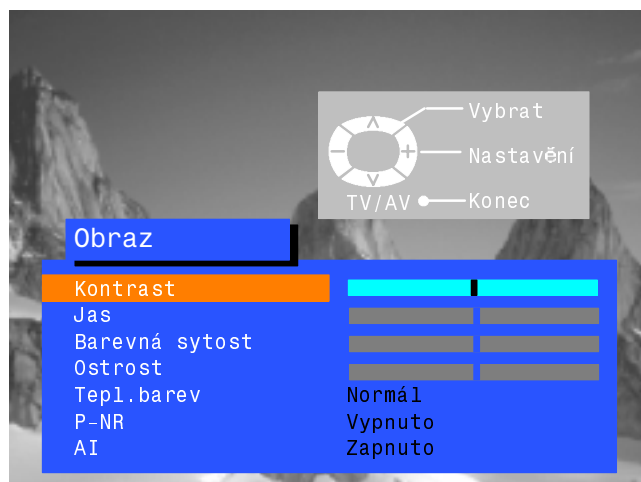 Vybrat
Nastavění
TV/AV Konec
Obraz
Kontrast
Jas
Barevná sytost
Ostrost
Tepl.barev Normál
P-NR Vypnuto
AI Zapnuto